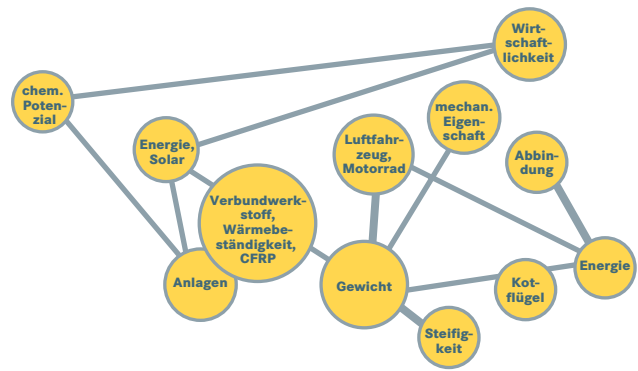 Wirt-
schaft-
lichkeit
chem.
Poten-
zial
mechan.
Eigen-
schaft
Energie,
Solar
Luftfahr-
zeug,
Motorrad
Abbin-
dung
Verbundwerk-
stoff,
Wärmebe-
ständigkeit,
CFRP
Anlagen
Gewicht
Kot-
flügel
Energie
Steifig-
keit